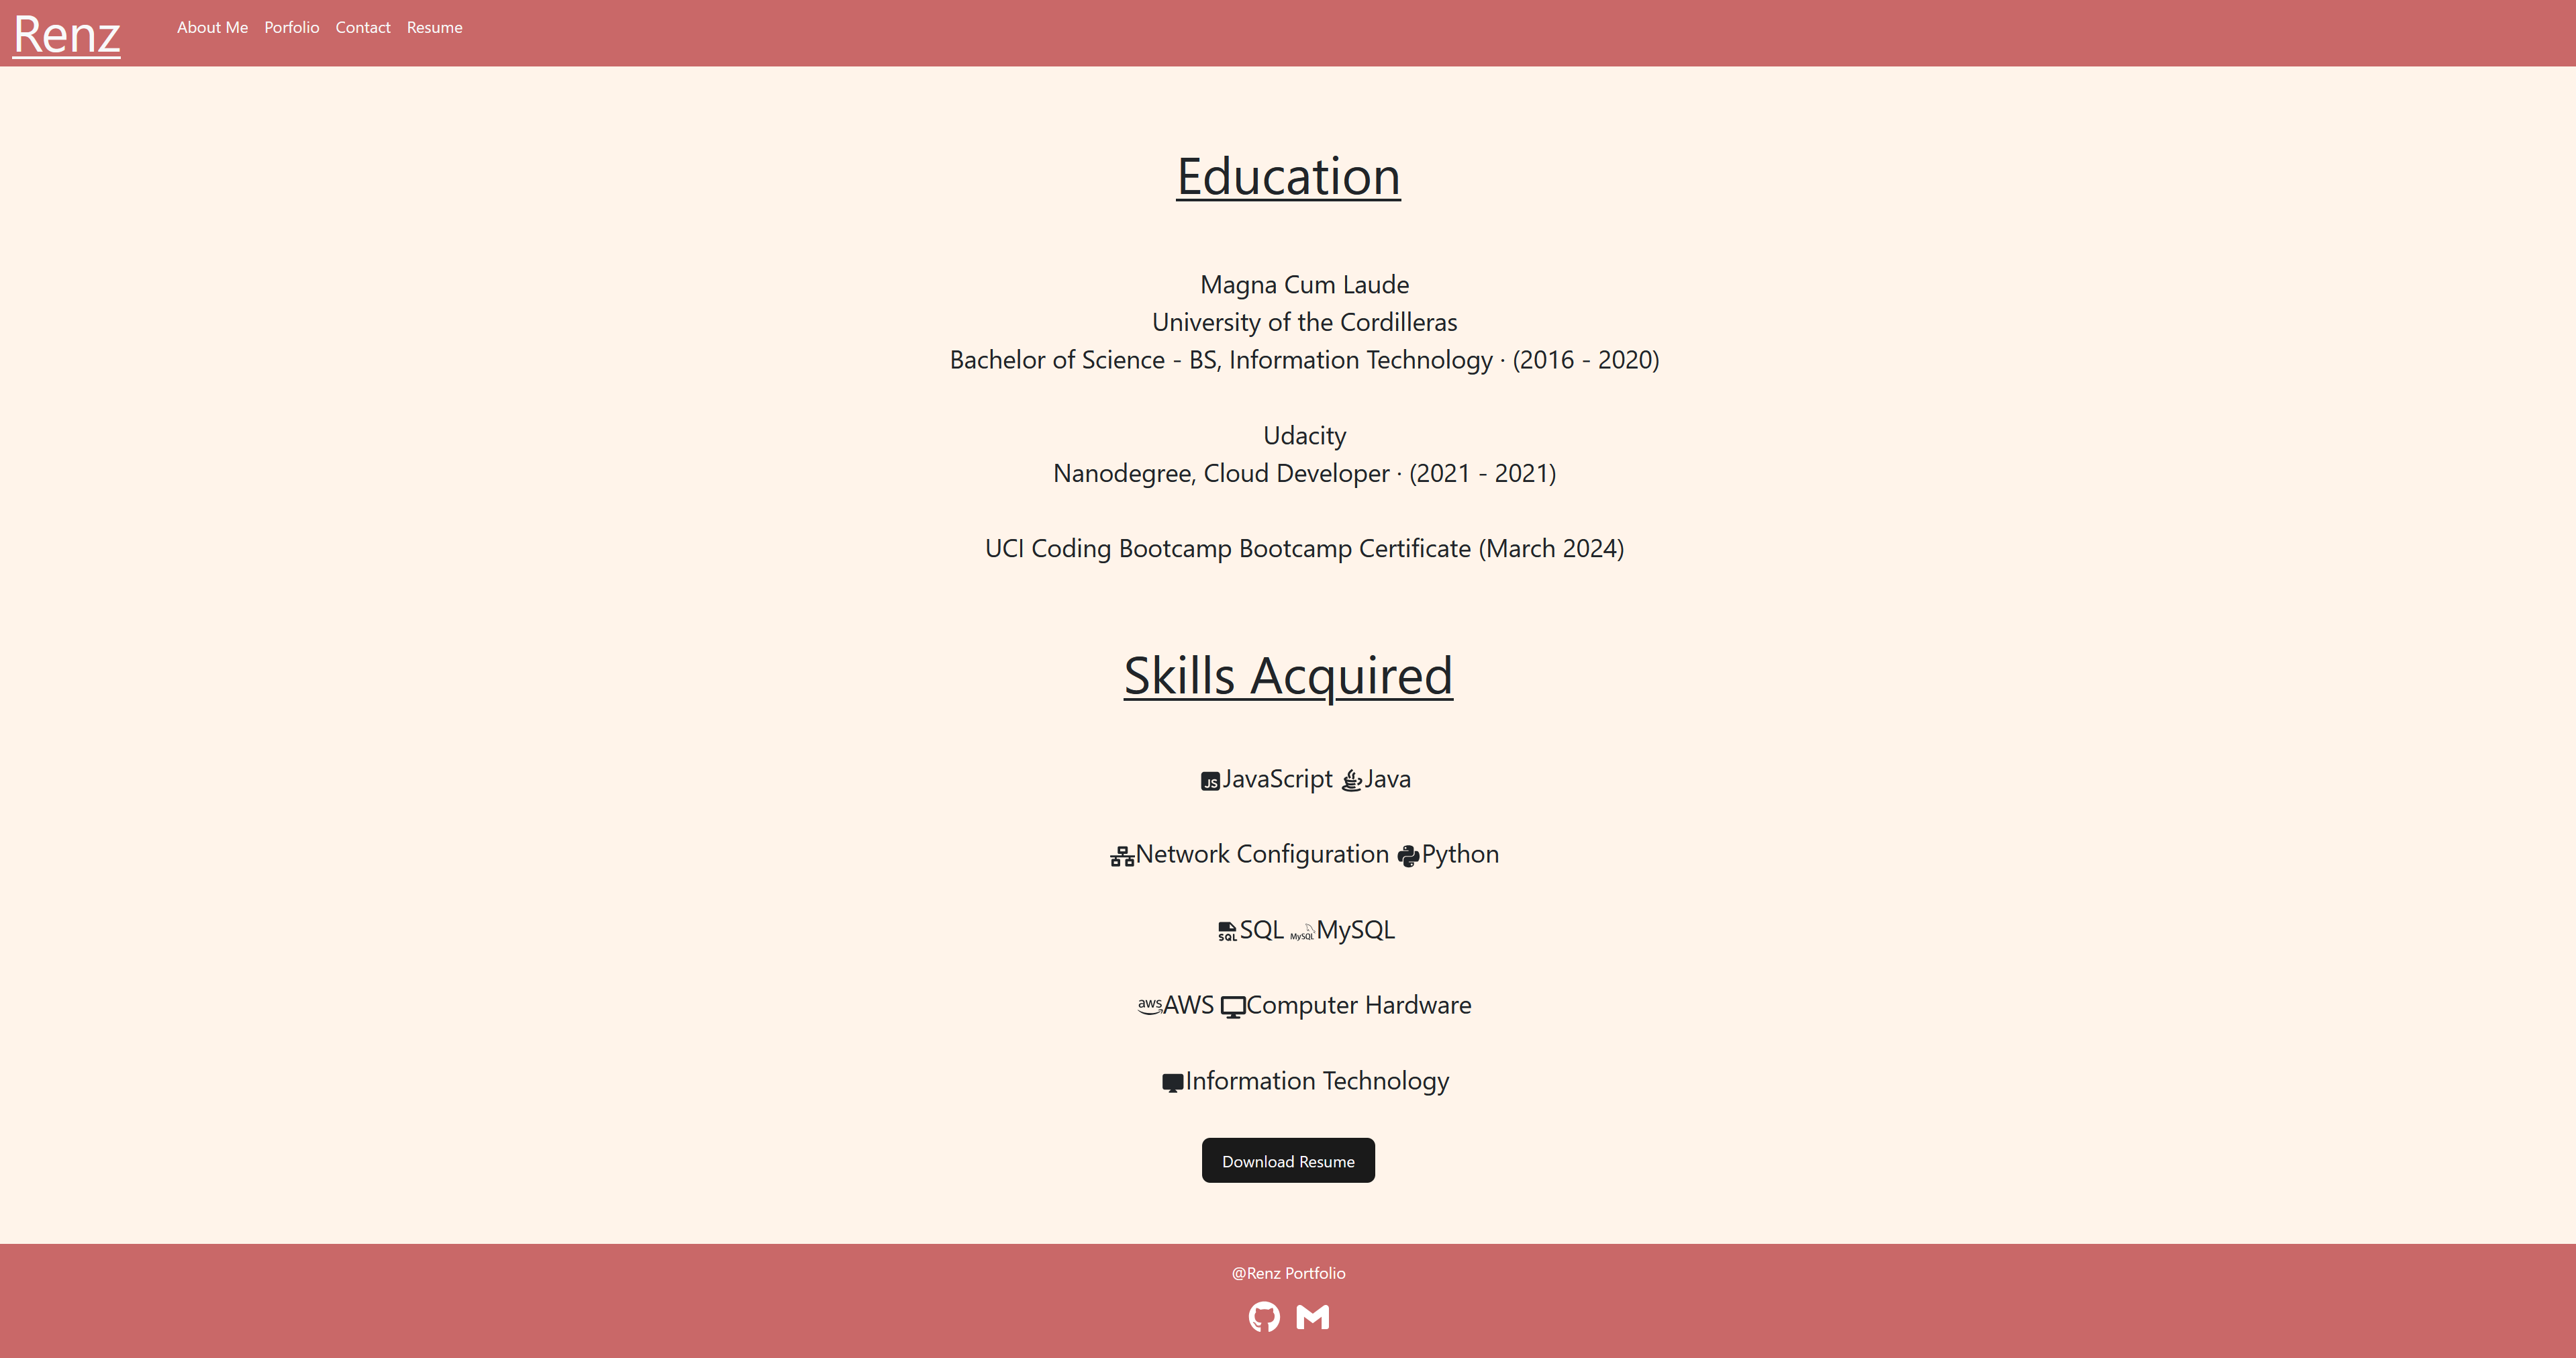 Renz About Me Porfolio Contact Resume
Education
Magna Cum Laude
University of the Cordilleras
Bachelor of Science - BS, Information Technology · (2016 - 2020)
Udacity
Nanodegree, Cloud Developer · (2021 - 2021)
UCI Coding Bootcamp Bootcamp Certificate (March 2024)
Skills Acquired
JS JavaScript Java
Network Configuration Python
SQL SQL MySQL MySQL
aws AWS Computer Hardware
Information Technology
Download Resume
@Renz Portfolio